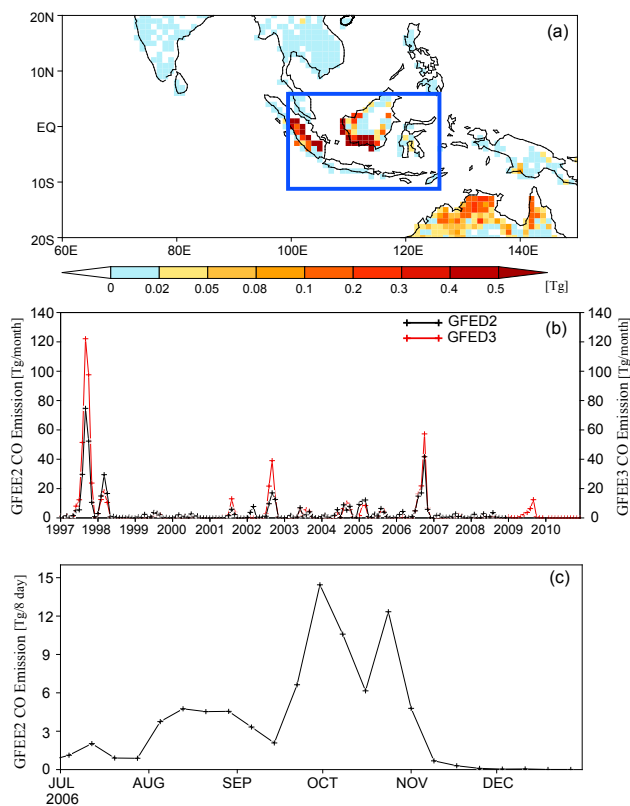 20N
(a)
10N
EQ
10S
20S
60E 80E 100E 120E 140E
0 0.02 0.05 0.08 0.1 0.2 0.3 0.4 0.5 [Tg]
140 140
GFED2 (b)
GFED3
120 120
100 100
80 80
60 60
40 40
20 20
0 0
GFEE2 CO Emission [Tg/month]
GFEE3 CO Emission [Tg/month]
1997 1998 1999 2000 2001 2002 2003 2004 2005 2006 2007 2008 2009 2010
15 (c)
12
9
6
3
0
GFEE2 CO Emission [Tg/8 day]
JUL AUG SEP OCT NOV DEC
2006